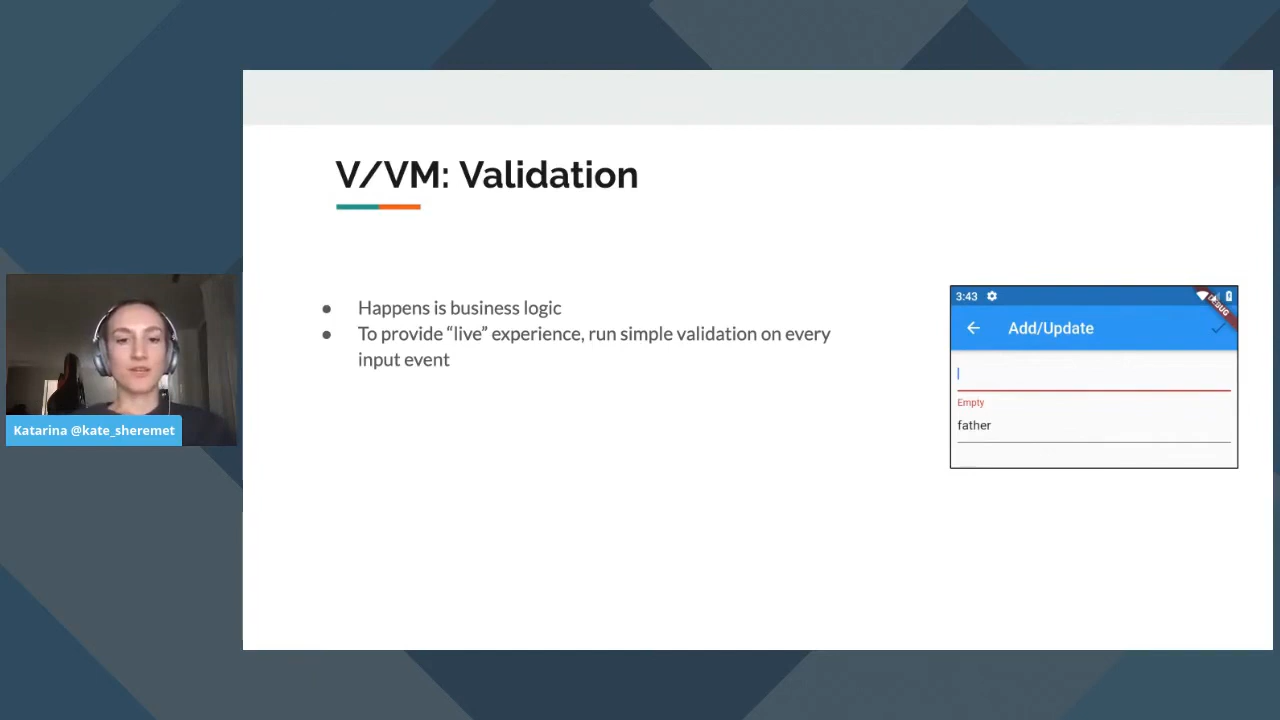 V/VM: Validation
● Happens is business logic
● To provide “live” experience, run simple validation on every
input event
3:43
DEBUG
Add/Update
Empty
father
Katarina @kate_sheremet